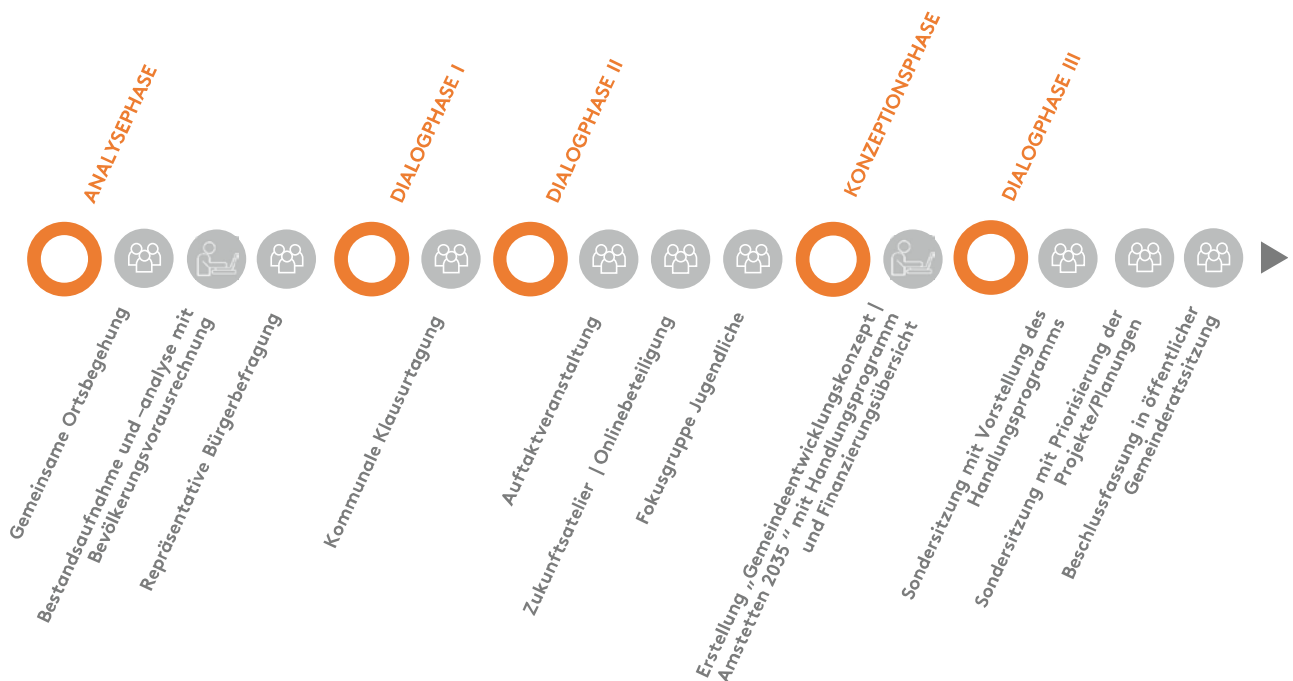 ANALYSEPHASE
Gemeinsame Ortsbegehung
Bestandsaufnahme und –analyse mit
Bevölkerungsvorausrechnung
Repräsentative Bürgerbefragung
DIALOGPHASE I
Kommunale Klausurtagung
DIALOGPHASE II
Auftaktveranstaltung
Zukunftsatelier | Onlinebeteiligung
Fokusgruppe Jugendliche
KONZEPTIONSPHASE
Erstellung „Gemeindeentwicklungskonzept |
Amstetten 2035 “ mit Handlungsprogramm
und Finanzierungsübersicht
DIALOGPHASE III
Sondersitzung mit Vorstellung des
Handlungsprogramms
Sondersitzung mit Priorisierung der
Projekte/Planungen
Beschlussfassung in öffentlicher
Gemeinderatssitzung